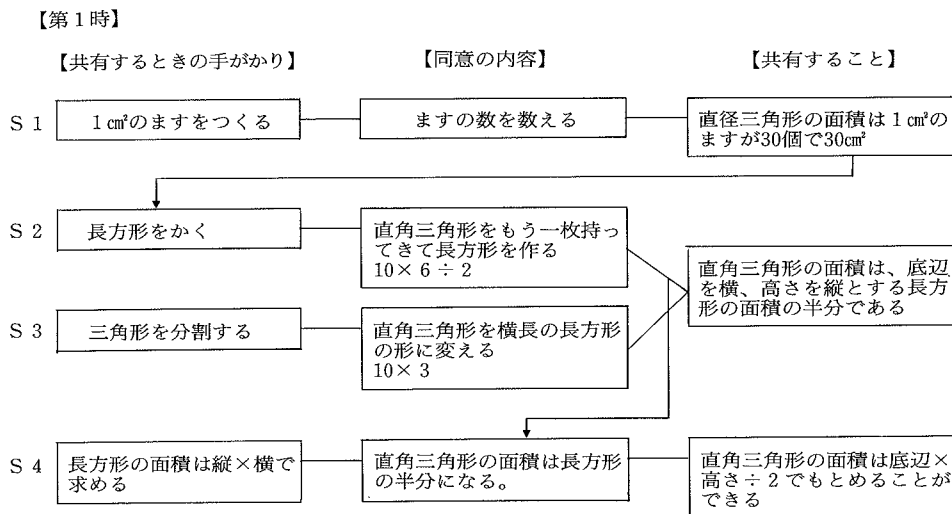 【第1時】
【共有するときの手がかり】 【同意の内容】 【共有すること】
S1 1㎠のますをつくる ますの数を数える 直径三角形の面積は1㎠の
ますが30個で30㎠
S2 長方形をかく 直角三角形をもう一枚持っ
てきて長方形を作る
10×6÷2
直角三角形の面積は、底辺
を横、高さを縦とする長方
形の面積の半分である
S3 三角形を分割する 直角三角形を横長の長方形
の形に変える
10×3
S4 長方形の面積は縦×横で
求める
直角三角形の面積は長方形
の半分になる。
直角三角形の面積は底辺×
高さ÷2でもとめることが
できる